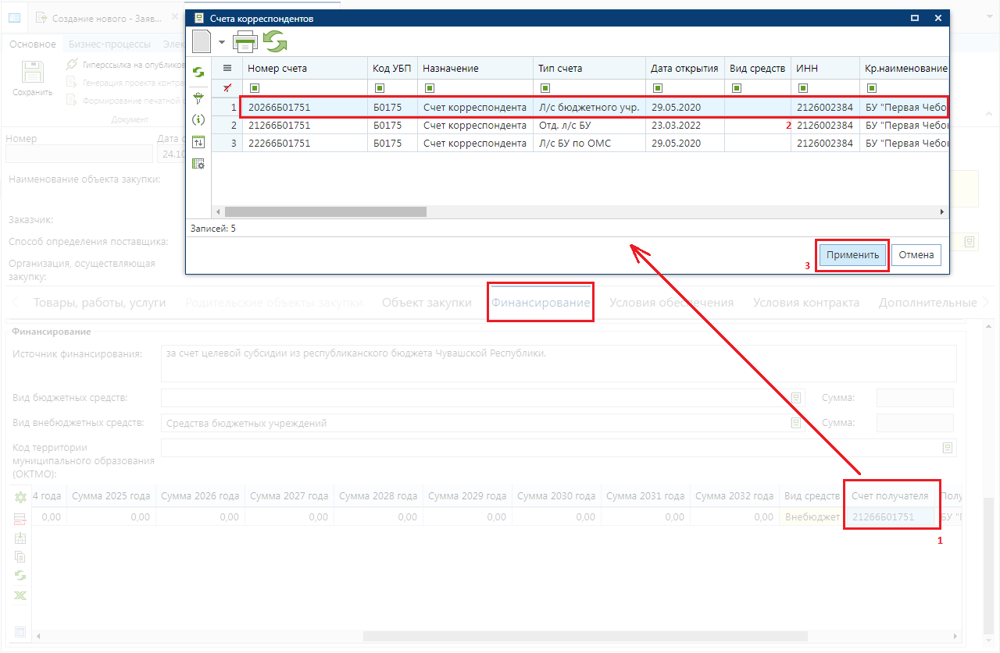 Создание нового - Заяв...
Счета корреспондентов
Основное Бизнес-процессы Элек
Сохранить
Гиперссылка на опубликов
Генерация проекта контра
Формирование печатной
Документ
Номер счета Код УБП Назначение Тип счета Дата открытия Вид средств ИНН Кр.наименование
1 20266Б01751 Б0175 Счет корреспондента Л/с бюджетного учр. 29.05.2020 2126002384 БУ "Первая Чебо
2 21266Б01751 Б0175 Счет корреспондента Отд. л/с БУ 23.03.2022 2 2126002384 БУ "Первая Чебо
3 22266Б01751 Б0175 Счет корреспондента Л/с БУ по ОМС 29.05.2020 2126002384 БУ "Первая Чебо
Записей: 5
3 Применить Отмена
Номер Дата с
24.10
Наименование объекта закупки:
Заказчик:
Способ определения поставщика:
Организация, осуществляющая
закупку:
Товары, работы, услуги Родительские объекты закупки Объект закупки Финансирование Условия обеспечения Условия контракта Дополнительные
Финансирование
Источник финансирования: за счет целевой субсидии из республиканского бюджета Чувашской Республики.
Вид бюджетных средств: Сумма:
Вид внебюджетных средств: Средства бюджетных учреждений Сумма:
Код территории
муниципального образования
(ОКТМО):
4 года Сумма 2025 года Сумма 2026 года Сумма 2027 года Сумма 2028 года Сумма 2029 года Сумма 2030 года Сумма 2031 года Сумма 2032 года Вид средств Счет получателя Полу
0,00 0,00 0,00 0,00 0,00 0,00 0,00 0,00 0,00 Внебюджет 21266Б01751 БУ "П
1